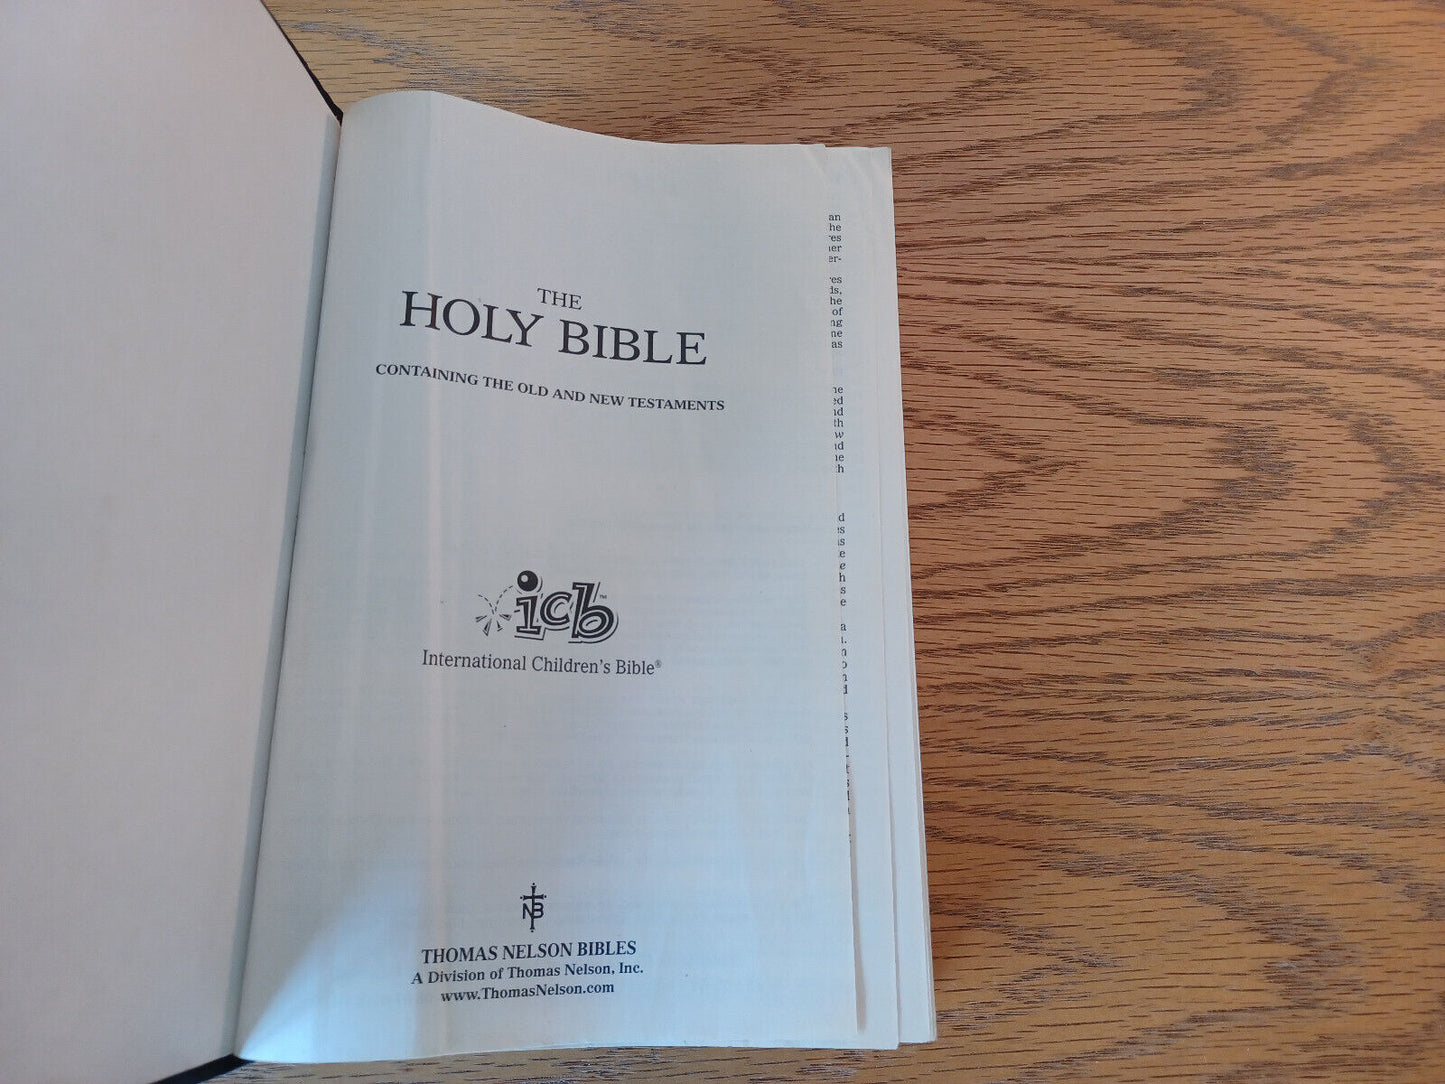 THE
HOLY BIBLE
CONTAINING THE OLD AND NEW TESTAMENTS
icb™
International Children's Bible®
NB
THOMAS NELSON BIBLES
A Division of Thomas Nelson, Inc.
www.ThomasNelson.com